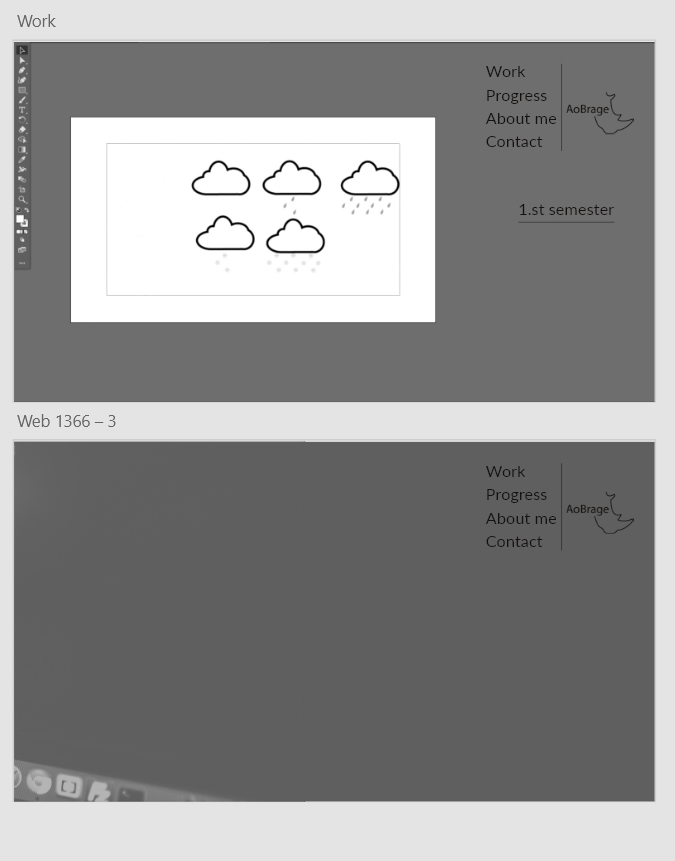 Work
Work
Progress
About me
Contact
AoBrage
1.st semester
Web 1366 – 3
Work
Progress
About me
Contact
AoBrage